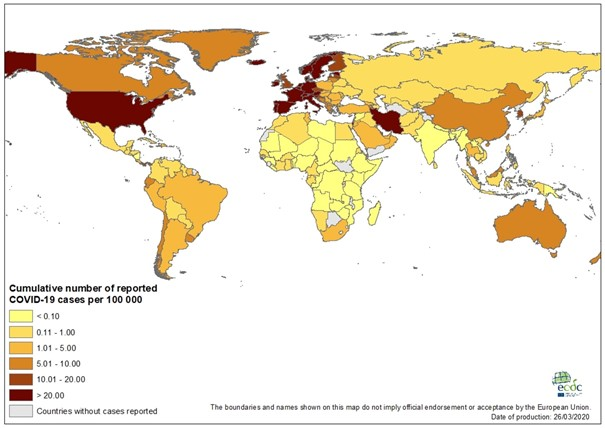 Cumulative number of reported
COVID-19 cases per 100 000
< 0.10
0.11 - 1.00
1.01 - 5.00
5.01 - 10.00
10.01 - 20.00
> 20.00
Countries without cases reported
ecdc
The boundaries and names shown on this map do not imply official endorsement or acceptance by the European Union.
Date of production: 26/03/2020